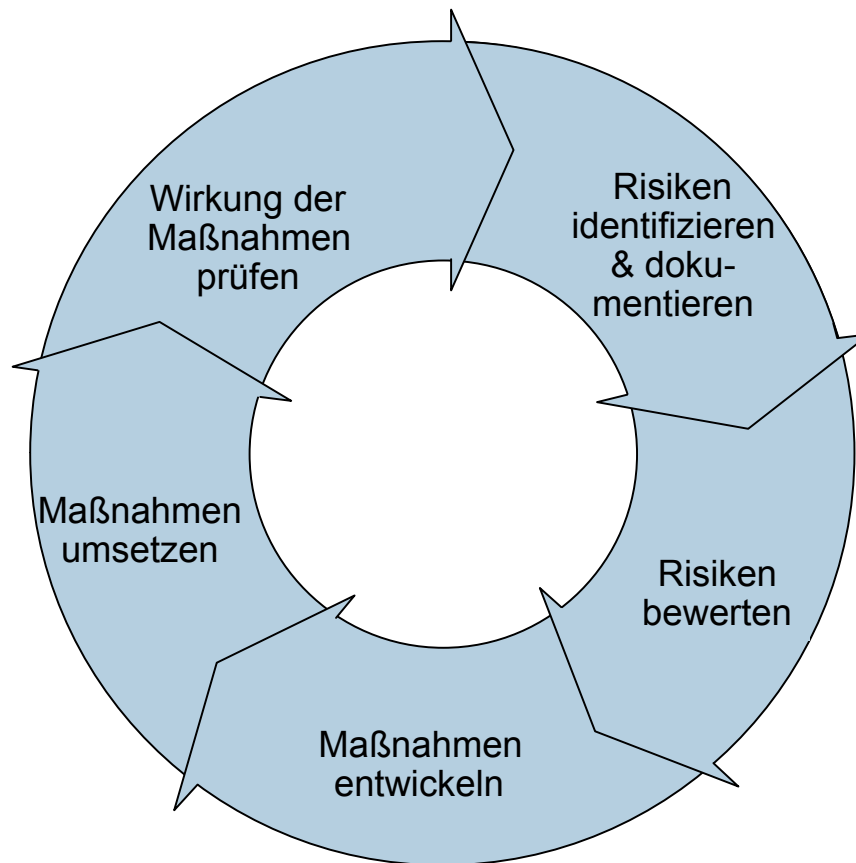 Risiken
identifizieren
& doku-
mentieren
Risiken
bewerten
Maßnahmen
entwickeln
Maßnahmen
umsetzen
Wirkung der
Maßnahmen
prüfen